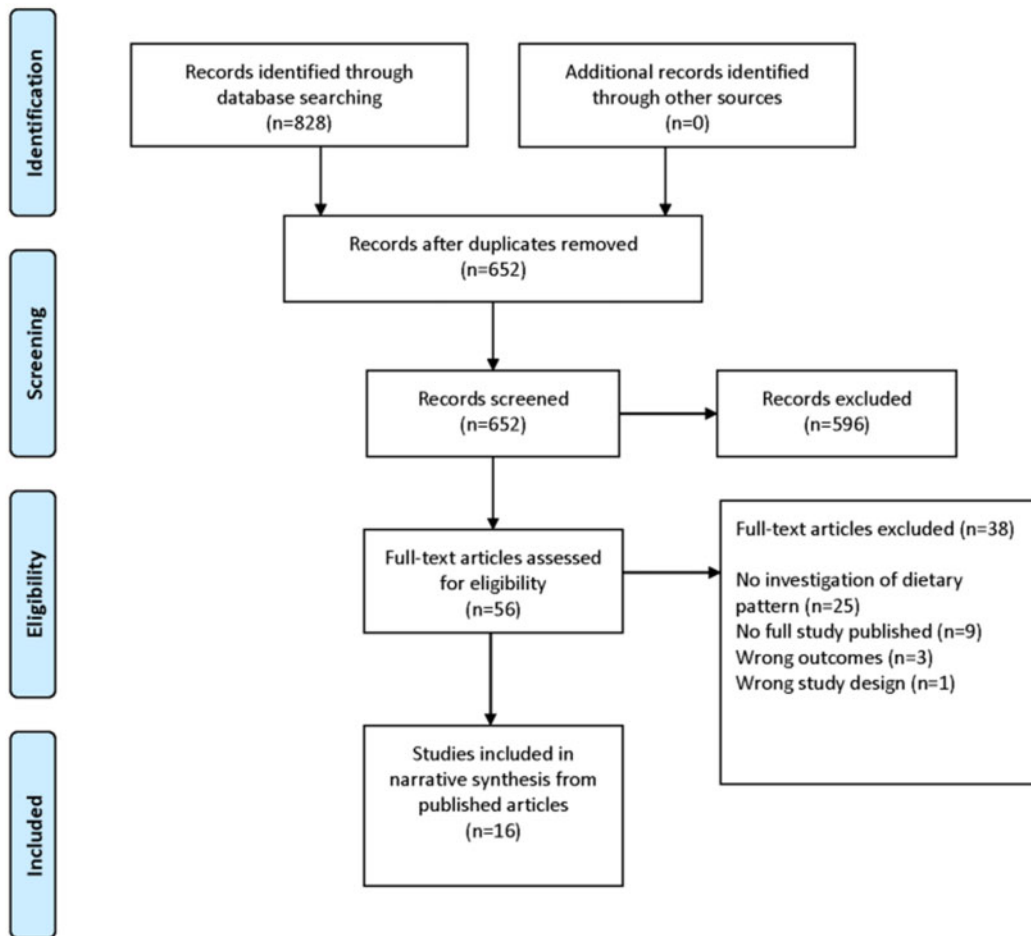 Identification
Records identified through
database searching
(n=828)
Additional records identified
through other sources
(n=0)
Records after duplicates removed
(n=652)
Screening
Records screened
(n=652)
Records excluded
(n=596)
Eligibility
Full-text articles assessed
for eligibility
(n=56)
Full-text articles excluded (n=38)
No investigation of dietary
pattern (n=25)
No full study published (n=9)
Wrong outcomes (n=3)
Wrong study design (n=1)
Included
Studies included in
narrative synthesis from
published articles
(n=16)